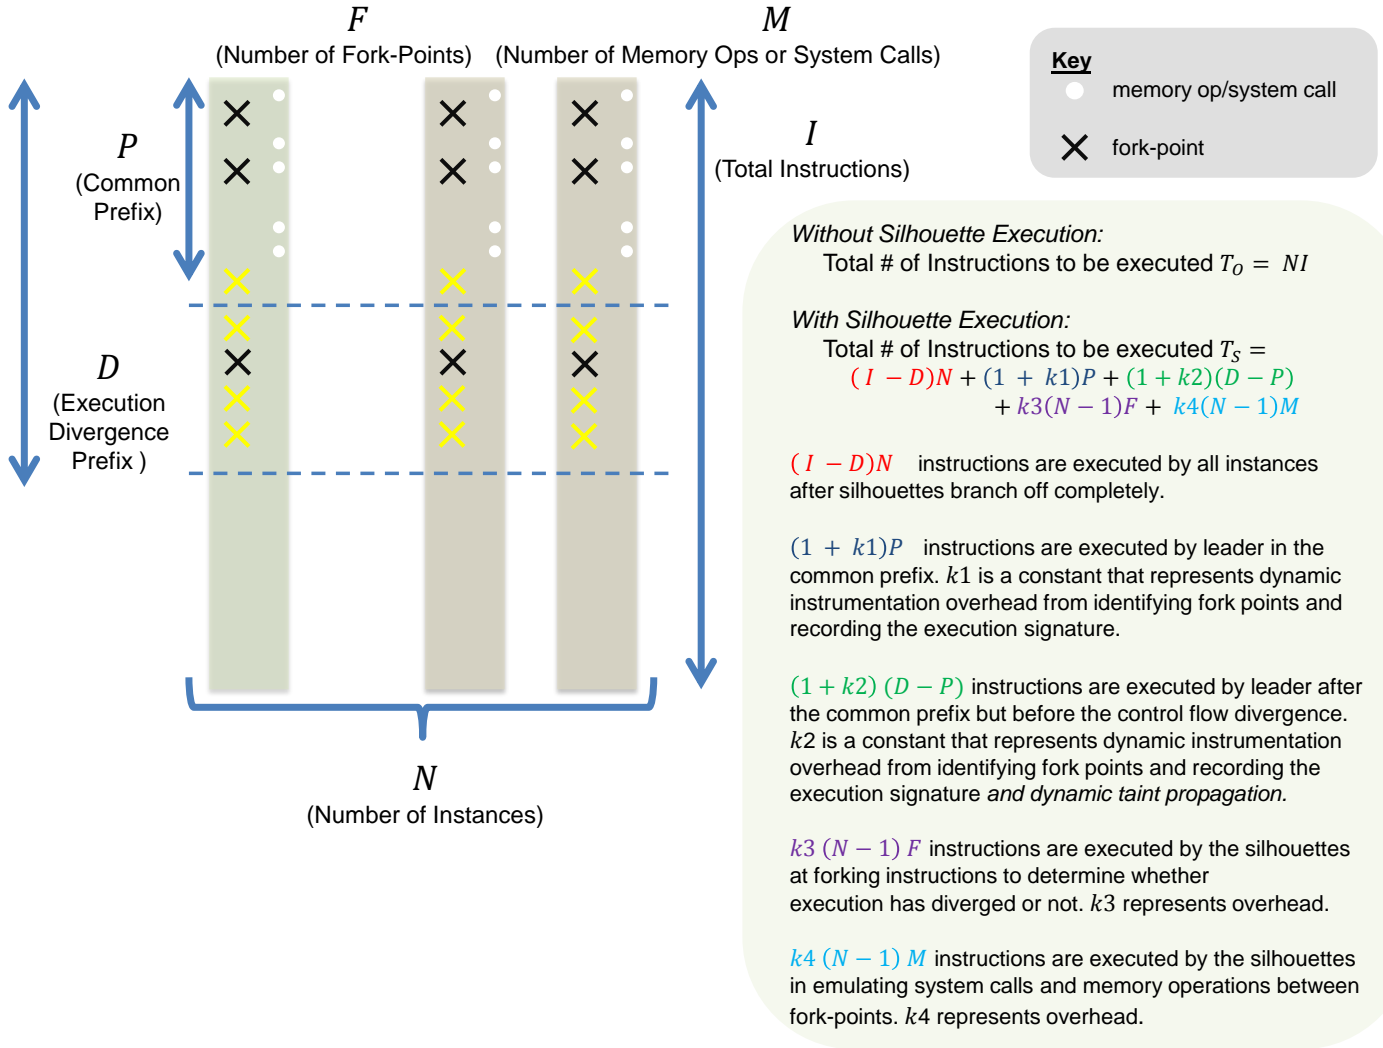 F
(Number of Fork-Points)
M
(Number of Memory Ops or System Calls)
Key
memory op/system call
fork-point
P
(Common
Prefix)
I
(Total Instructions)
D
(Execution
Divergence
Prefix )
N
(Number of Instances)
Without Silhouette Execution:
Total # of Instructions to be executed T_O = NI
With Silhouette Execution:
Total # of Instructions to be executed T_S =
( I − D)N + (1 + k1)P + (1 + k2)(D − P)
+ k3(N − 1)F + k4(N − 1)M
( I − D)N instructions are executed by all instances
after silhouettes branch off completely.
(1 + k1)P instructions are executed by leader in the
common prefix. k1 is a constant that represents dynamic
instrumentation overhead from identifying fork points and
recording the execution signature.
(1 + k2) (D − P) instructions are executed by leader after
the common prefix but before the control flow divergence.
k2 is a constant that represents dynamic instrumentation
overhead from identifying fork points and recording the
execution signature and dynamic taint propagation.
k3 (N − 1) F instructions are executed by the silhouettes
at forking instructions to determine whether
execution has diverged or not. k3 represents overhead.
k4 (N − 1) M instructions are executed by the silhouettes
in emulating system calls and memory operations between
fork-points. k4 represents overhead.